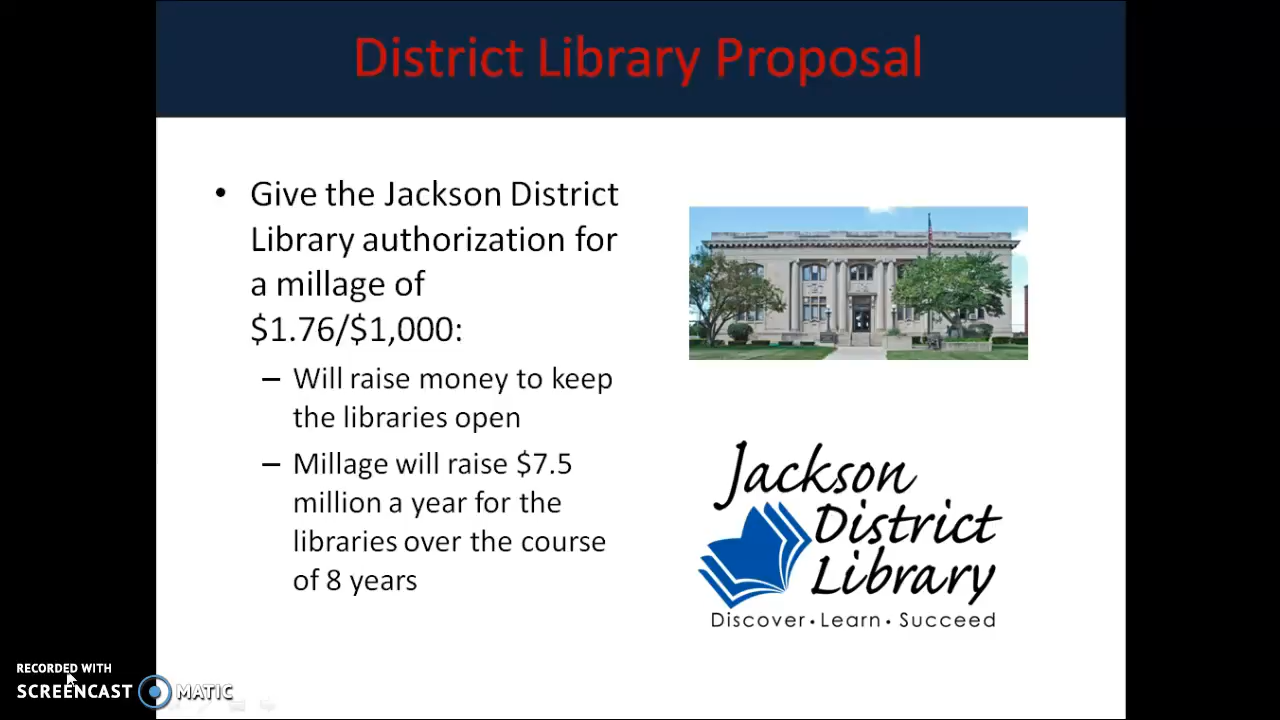 District Library Proposal
• Give the Jackson District
Library authorization for
a millage of
$1.76/$1,000:
– Will raise money to keep
the libraries open
– Millage will raise $7.5
million a year for the
libraries over the course
of 8 years
Jackson
District
Library
Discover • Learn • Succeed
RECORDED WITH
SCREENCAST MATIC